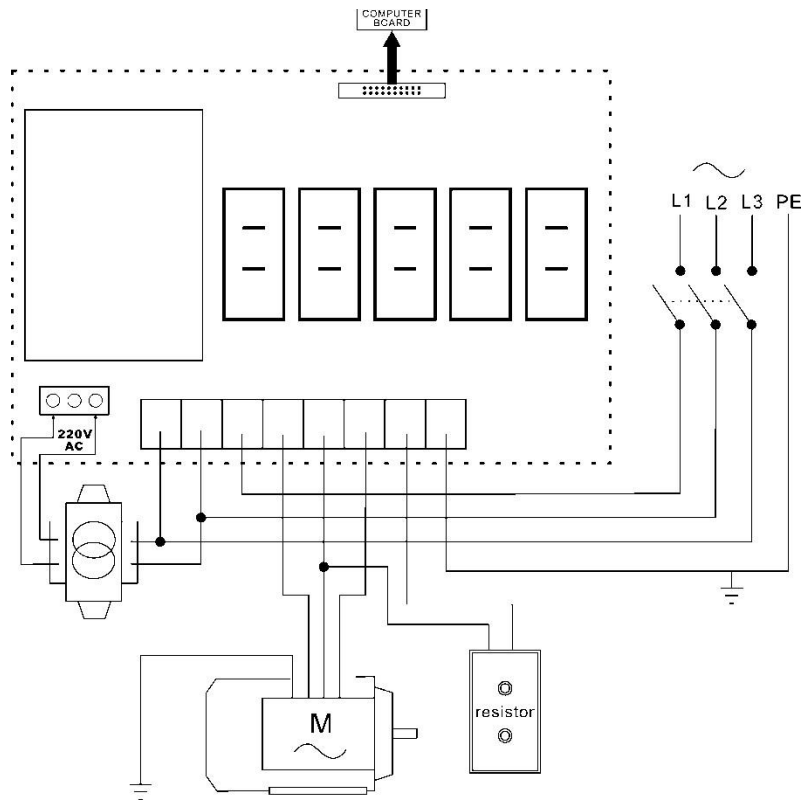 COMPUTER
BCARD
L1 L2 L3 PE
220V
AC
M
resistor